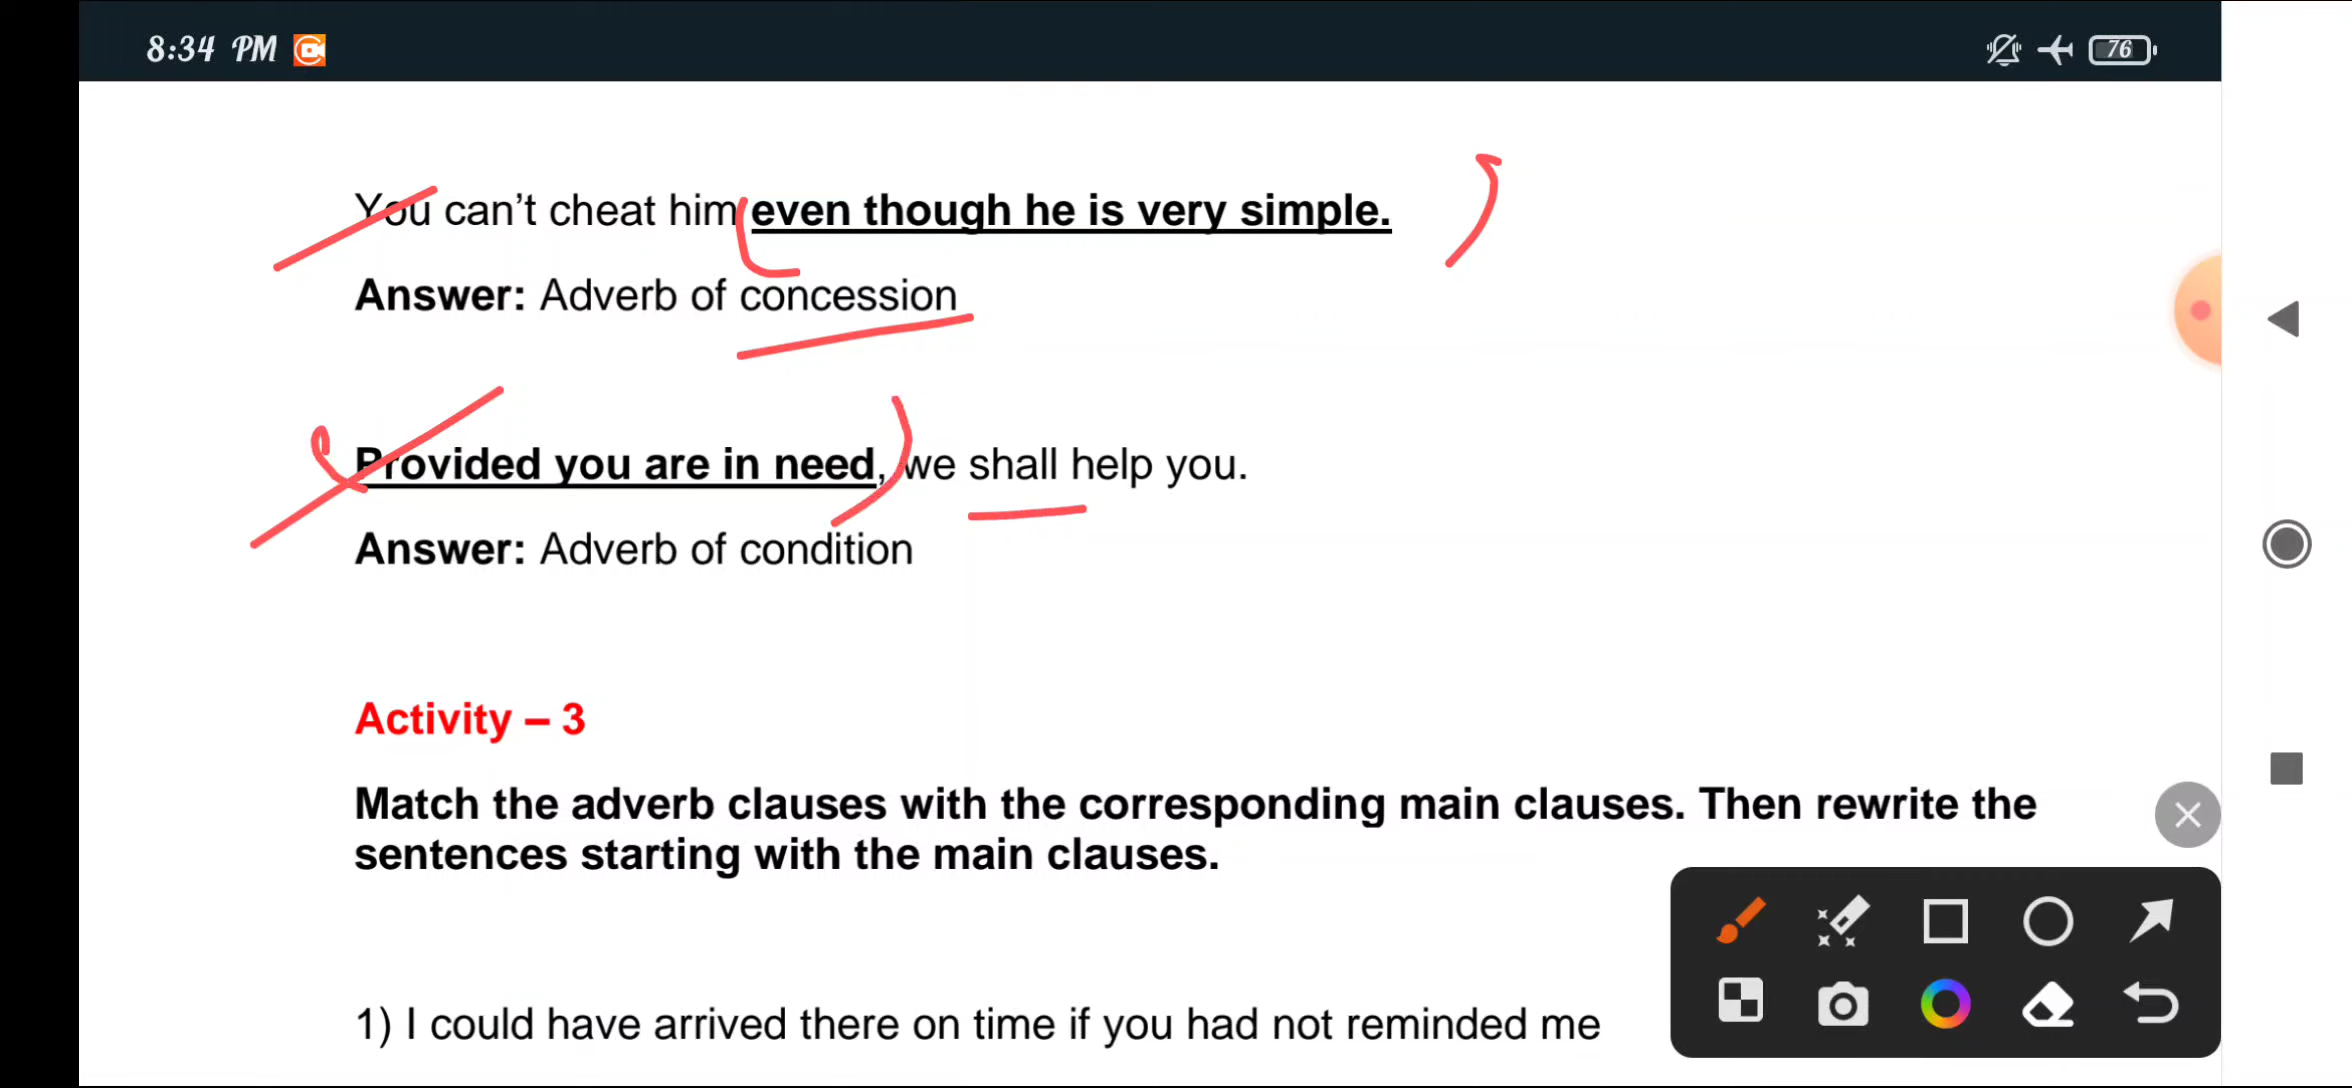 8:34 PM
76
You can't cheat him even though he is very simple.
Answer: Adverb of concession
Provided you are in need, we shall help you.
Answer: Adverb of condition
Activity – 3
Match the adverb clauses with the corresponding main clauses. Then rewrite the
sentences starting with the main clauses.
1) I could have arrived there on time if you had not reminded me